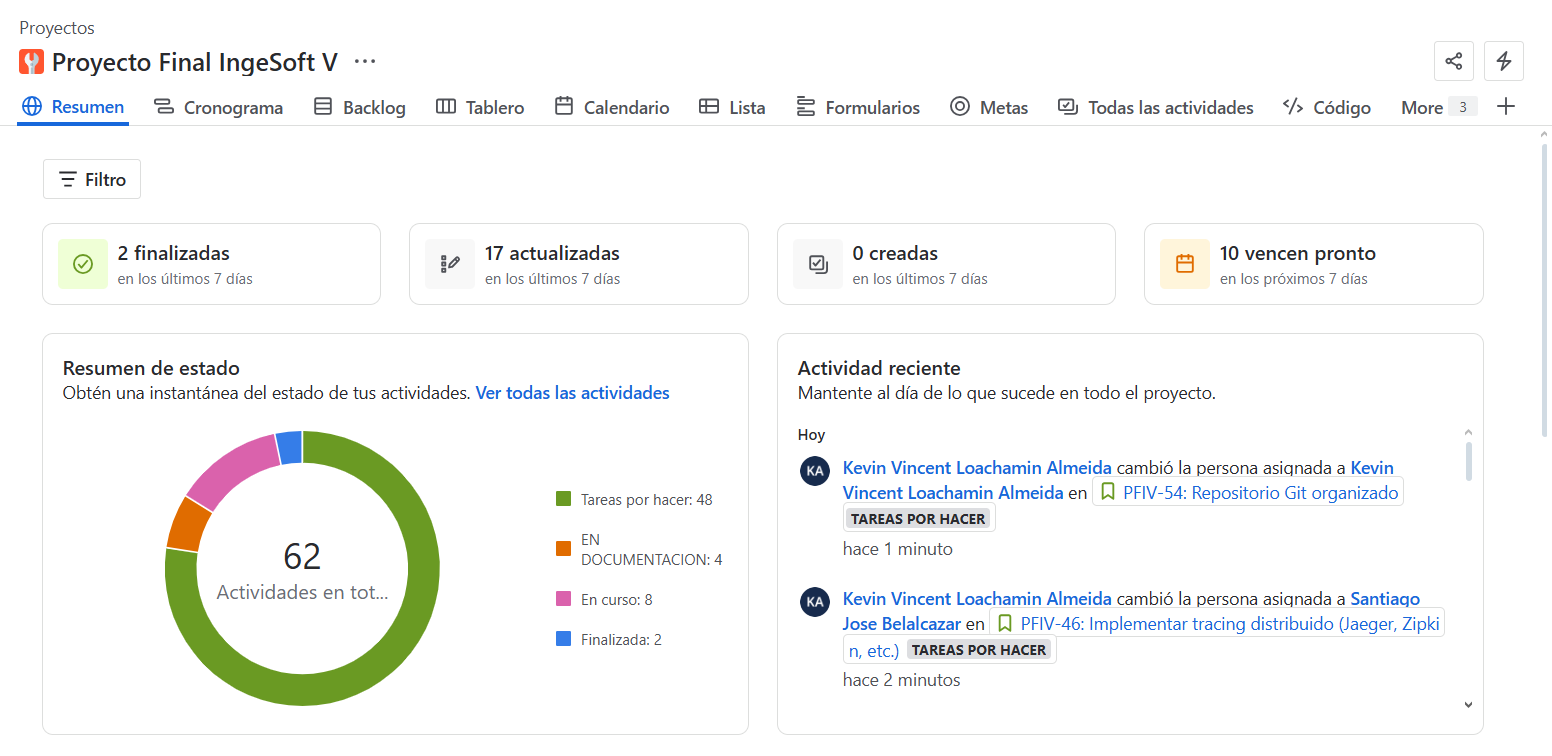 Proyectos
Proyecto Final IngeSoft V
Resumen Cronograma Backlog Tablero Calendario Lista Formularios Metas Todas las actividades Código More 3
Filtro
2 finalizadas
en los últimos 7 días
17 actualizadas
en los últimos 7 días
0 creadas
en los últimos 7 días
10 vencen pronto
en los próximos 7 días
Resumen de estado
Obtén una instantánea del estado de tus actividades. Ver todas las actividades
62
Actividades en tot...
Tareas por hacer: 48
EN
DOCUMENTACION: 4
En curso: 8
Finalizada: 2
Actividad reciente
Mantente al día de lo que sucede en todo el proyecto.
Hoy
KA
Kevin Vincent Loachamin Almeida cambió la persona asignada a Kevin
Vincent Loachamin Almeida en PFIV-54: Repositorio Git organizado
TAREAS POR HACER
hace 1 minuto
KA
Kevin Vincent Loachamin Almeida cambió la persona asignada a Santiago
Jose Belalcazar en PFIV-46: Implementar tracing distribuido (Jaeger, Zipki
n, etc.) TAREAS POR HACER
hace 2 minutos